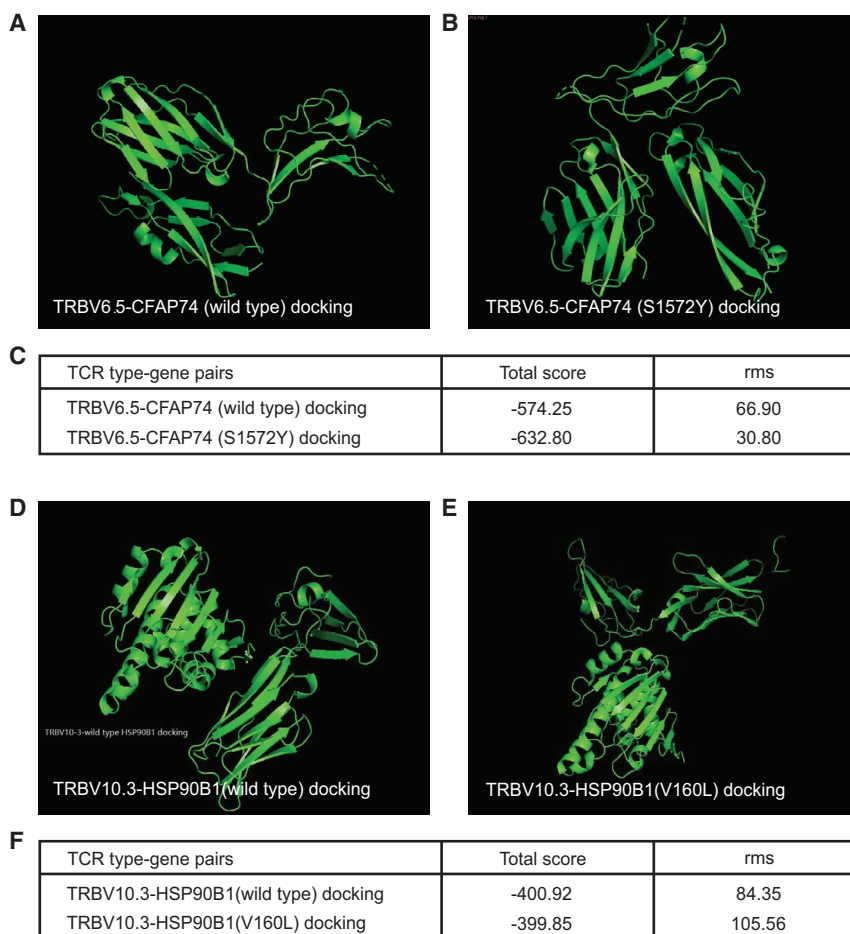 A
B
TRBV6.5-CFAP74 (wild type) docking
TRBV6.5-CFAP74 (S1572Y) docking
C
TCR type-gene pairs Total score rms
TRBV6.5-CFAP74 (wild type) docking -574.25 66.90
TRBV6.5-CFAP74 (S1572Y) docking -632.80 30.80
D
E
TRBV10-3-wild type HSP90B1 docking
TRBV10.3-HSP90B1(wild type) docking
TRBV10.3-HSP90B1(V160L) docking
F
TCR type-gene pairs Total score rms
TRBV10.3-HSP90B1(wild type) docking -400.92 84.35
TRBV10.3-HSP90B1(V160L) docking -399.85 105.56